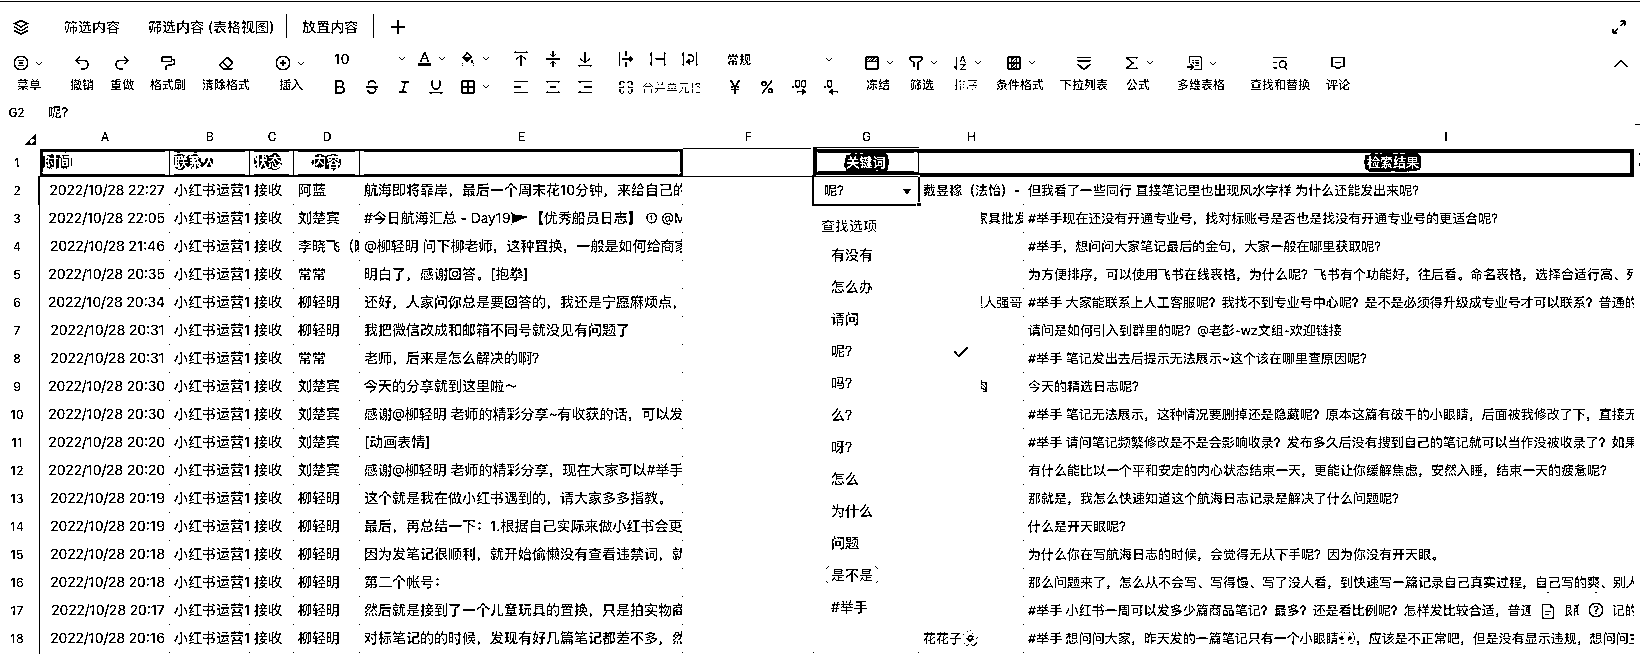 筛选内容 筛选内容 (表格视图) 放置内容 +
10 常规
菜单 撤销 重做 格式刷 清除格式 插入 B S I U 合并单元格 ¥ % .00 .0 冻结 筛选 排序 条件格式 下拉列表 公式 多维表格 查找和替换 评论
G2 呢?
A B C D E F G H I
1 时间 联系人 状态 内容 关键词 检索结果
2 2022/10/28 22:27 小红书运营1 接收 阿蓝 航海即将靠岸，最后一个周末花10分钟，来给自己的 呢? 戴昱稼（法怡）- 但我看了一些同行 直接笔记里也出现风水字样 为什么还能发出来呢?
3 2022/10/28 22:05 小红书运营1 接收 刘楚宾 #今日航海汇总 - Day19 【优秀船员日志】 ① @M 家具批发 #举手现在还没有开通专业号，找对标账号是否也是找没有开通专业号的更适合呢?
查找选项
4 2022/10/28 21:46 小红书运营1 接收 李晓飞 @柳轻明 问下柳老师，这种置换，一般是如何给商家 有没有 #举手，想问问大家笔记最后的金句，大家一般在哪里获取呢?
5 2022/10/28 20:35 小红书运营1 接收 常常 明白了，感谢回答。[抱拳] 怎么办 为方便排序，可以使用飞书在线表格，为什么呢? 飞书有个功能好，往后看。命名表格，选择合适行高、
6 2022/10/28 20:34 小红书运营1 接收 柳轻明 还好，人家问你总是要回答的，我还是宁愿麻烦点， 请问 人强哥 #举手 大家能联系上人工客服呢? 我找不到专业号中心呢? 是不是必须得升级成专业号才可以联系? 普通的
7 2022/10/28 20:31 小红书运营1 接收 柳轻明 我把微信改成和邮箱不同号就没见有问题了 请问是如何引入到群里的呢? @老彭-wz文组-欢迎链接
8 2022/10/28 20:31 小红书运营1 接收 常常 老师，后来是怎么解决的啊? 呢? #举手 笔记发出去后提示无法展示~这个该在哪里查原因呢?
9 2022/10/28 20:30 小红书运营1 接收 刘楚宾 今天的分享就到这里啦~ 吗? 今天的精选日志呢?
10 2022/10/28 20:30 小红书运营1 接收 刘楚宾 感谢@柳轻明 老师的精彩分享~有收获的话，可以发 么? #举手 笔记无法展示，这种情况要删掉还是隐藏呢? 原本这篇有破千的小眼睛，后面被我修改了下，直接无
11 2022/10/28 20:20 小红书运营1 接收 刘楚宾 [动画表情] 呀? #举手 请问笔记频繁修改是不是会影响收录? 发布多久后没有搜到自己的笔记就可以当作没被收录了? 如果
12 2022/10/28 20:20 小红书运营1 接收 刘楚宾 感谢@柳轻明 老师的精彩分享，现在大家可以#举手 怎么 有什么能比以一个平和安定的内心状态结束一天，更能让你缓解焦虑，安然入睡，结束一天的疲惫呢?
13 2022/10/28 20:19 小红书运营1 接收 柳轻明 这个就是我在做小红书遇到的，请大家多多指教。 为什么 那就是，我怎么快速知道这个航海日志记录是解决了什么问题呢?
14 2022/10/28 20:19 小红书运营1 接收 柳轻明 最后，再总结一下：1.根据自己实际来做小红书会更 什么是开天眼呢?
15 2022/10/28 20:18 小红书运营1 接收 柳轻明 因为发笔记很顺利，就开始偷懒没有查看违禁词，就 问题 为什么你在写航海日志的时候，会觉得无从下手呢? 因为你没有开天眼。
16 2022/10/28 20:18 小红书运营1 接收 柳轻明 第二个帐号： 是不是 那么问题来了，怎么从不会写、写得慢、写了没人看，到快速写一篇记录自己真实过程，自己写的爽、别人
17 2022/10/28 20:17 小红书运营1 接收 柳轻明 然后就是接到了一个儿童玩具的置换，只是拍实物商 #举手 #举手 小红书一周可以发多少篇商品笔记? 最多? 还是看比例呢? 怎样发比较合适，普通 记的
18 2022/10/28 20:16 小红书运营1 接收 柳轻明 对标笔记的的时候，发现有好几篇笔记都差不多，然 花花子 #举手 想问问大家，昨天发的一篇笔记只有一个小眼睛，应该是不正常吧，但是没有显示违规，想问问